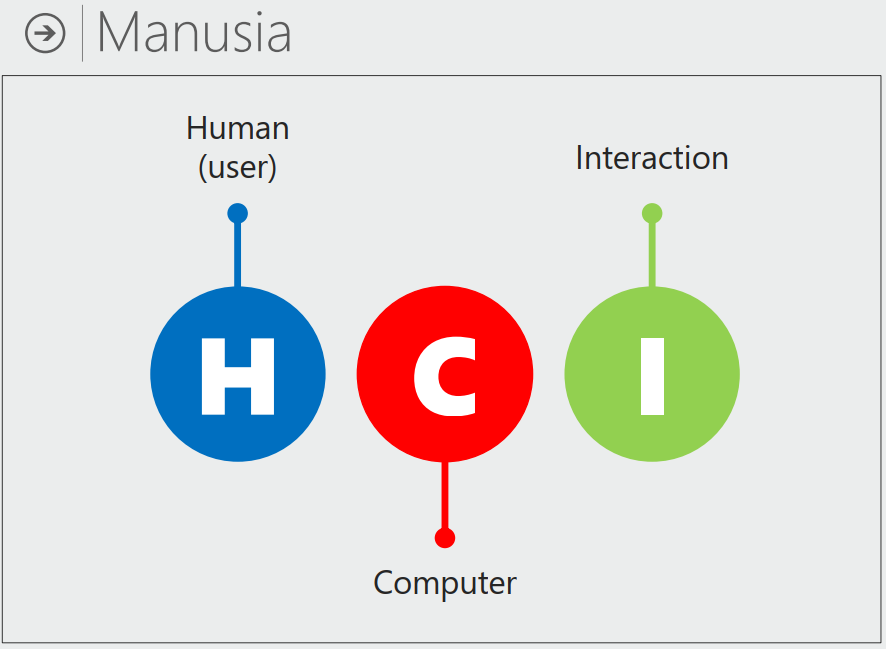 Manusia
Human
(user)
Interaction
H C I
Computer